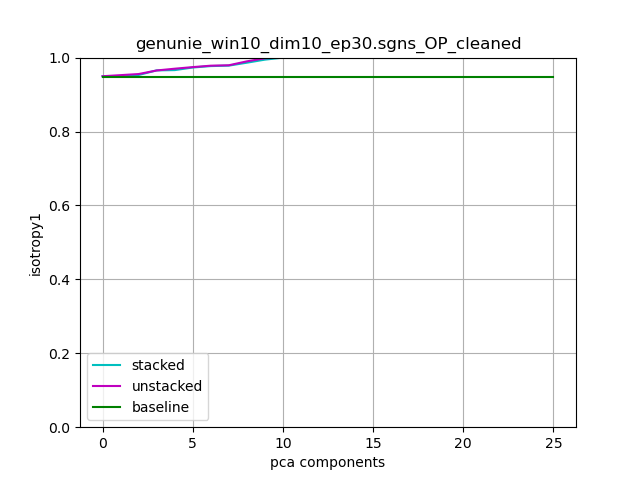 genunie_win10_dim10_ep30.sgns_OP_cleaned
isotropy1
1.0
0.8
0.6
0.4
0.2
0.0
stacked
unstacked
baseline
0 5 10 15 20 25
pca components